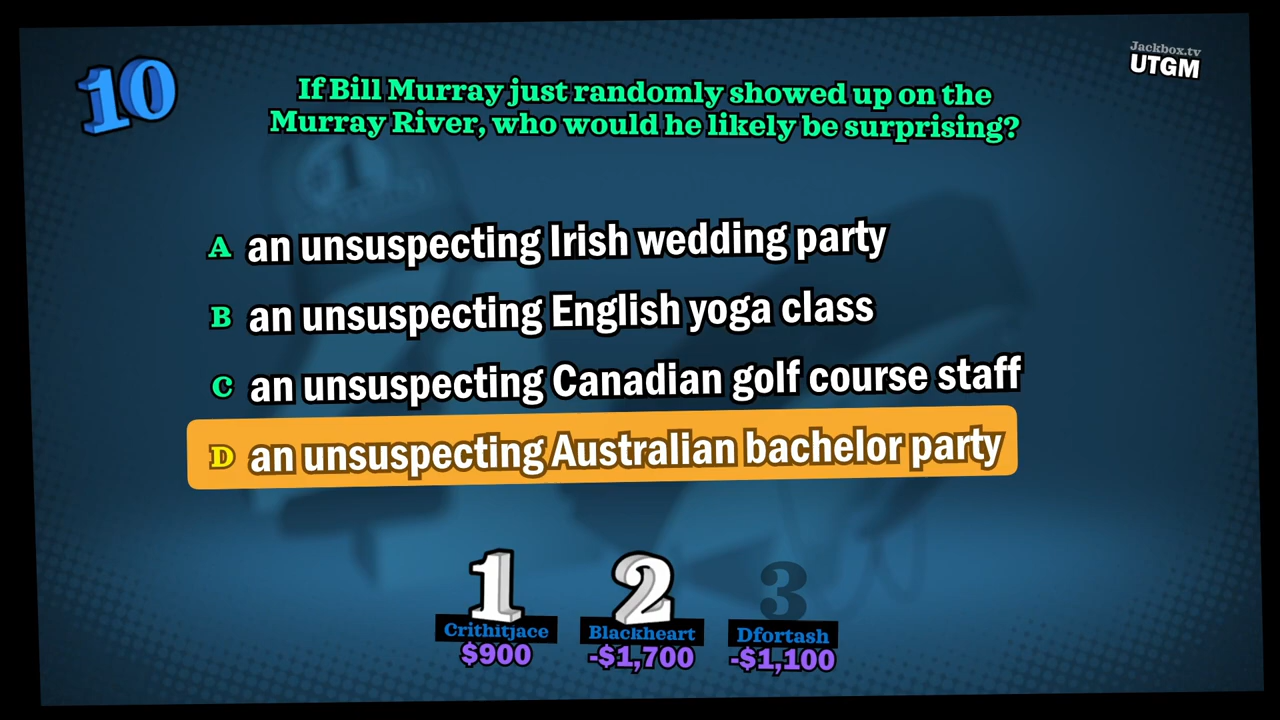 10
Jackbox.tv
UTGM
If Bill Murray just randomly showed up on the
Murray River, who would he likely be surprising?
A an unsuspecting Irish wedding party
B an unsuspecting English yoga class
C an unsuspecting Canadian golf course staff
D an unsuspecting Australian bachelor party
1 2 3
Crithitjace Blackheart Dfortash
$900 -$1,700 -$1,100